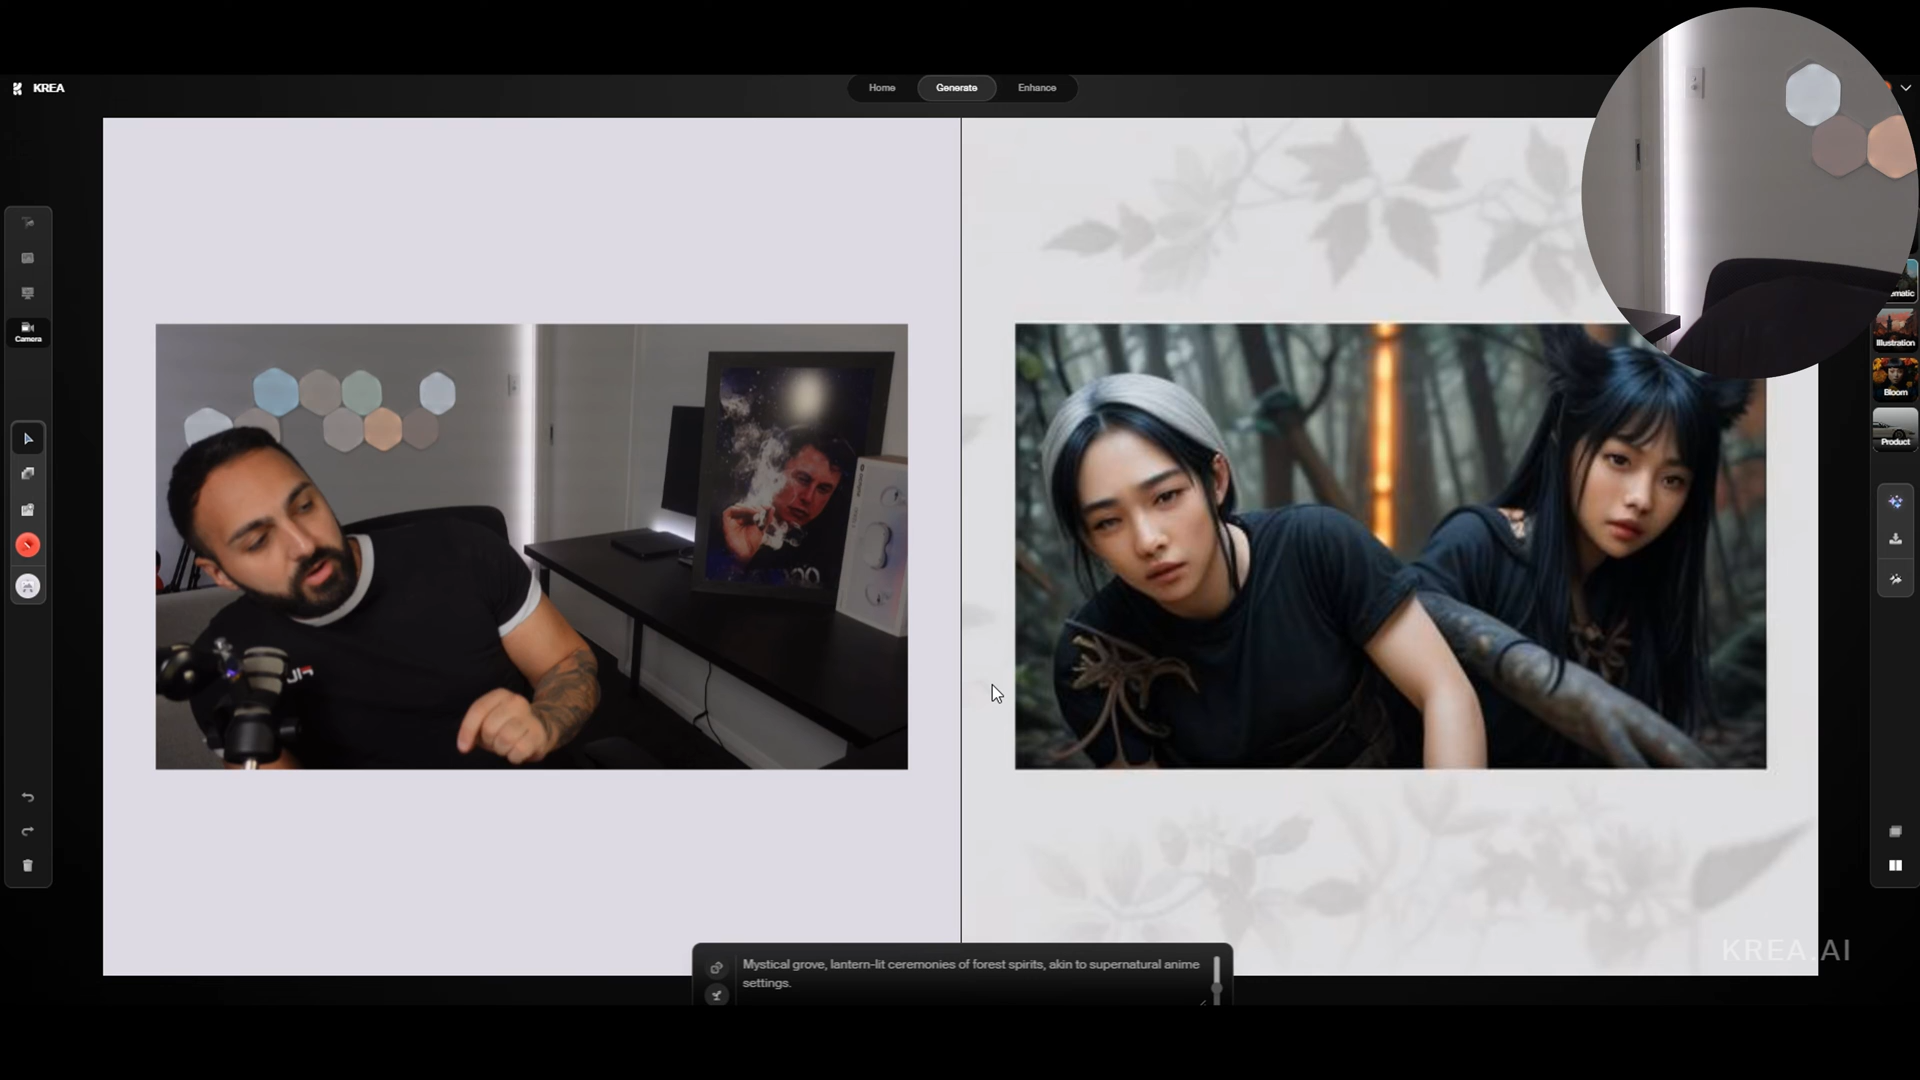 KREA
Home
Generate
Enhance
Camera
ematic
Illustration
Bloom
Product
KREA.AI
Mystical grove, lantern-lit ceremonies of forest spirits, akin to supernatural anime
settings.